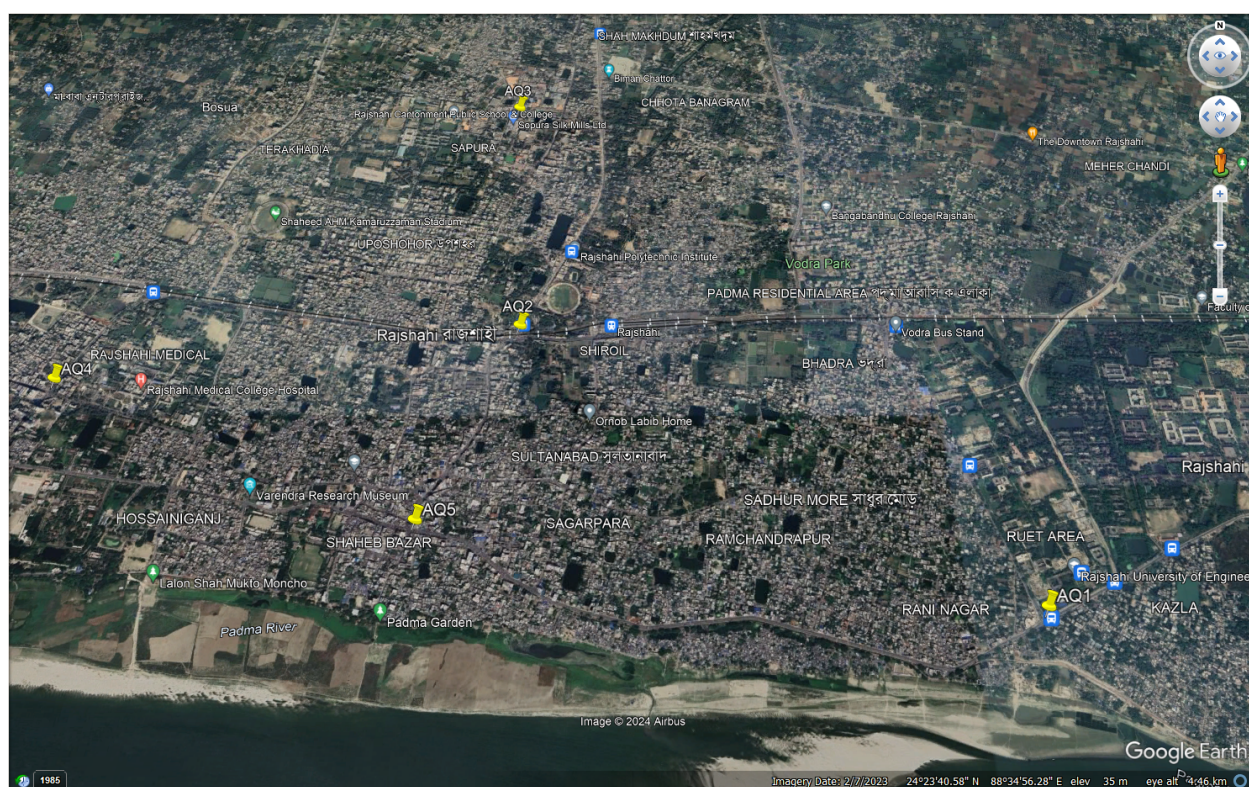 N
SHAH MAKHDUM শাহমখদুম
Biman Chattor
AQ3
CHHOTA BANAGRAM
Bosua
Rajshahi Cantonment Public School & College
Sopura Silk Mills Ltd
The Downtown Rajshahi
TERAKHADIA
SAPURA
MEHER CHANDI
Shaheed AHM Kamaruzzaman Stadium
Bangabandhu College Rajshahi
UPOSHOHOR উপশহর
Rajshahi Polytechnic Institute
Vodra Park
PADMA RESIDENTIAL AREA পদ্মা আবাসিক এলাকা
AQ2
Faculty o
Rajshahi রাজশাহী
Rajshahi
Vodra Bus Stand
SHIROIL
RAJSHAHI MEDICAL
BHADRA ভদ্রা
AQ4
Rajshahi Medical College Hospital
Ornob Labib Home
SULTANABAD সুলতানাবাদ
Rajshahi
Varendra Research Museum
SADHUR MORE সাধুর মোড়
AQ5
HOSSAINIGANJ
SAGARPARA
SHAHEB BAZAR
RAMCHANDRAPUR
RUET AREA
Lalon Shah Mukto Moncho
Rajshahi University of Enginee
AQ1
RANI NAGAR
KAZLA
Padma Garden
Padma River
Image © 2024 Airbus
Google Earth
1985
Imagery Date: 2/7/2023 24°23'40.58" N 88°34'56.28" E elev 35 m eye alt 4.46 km